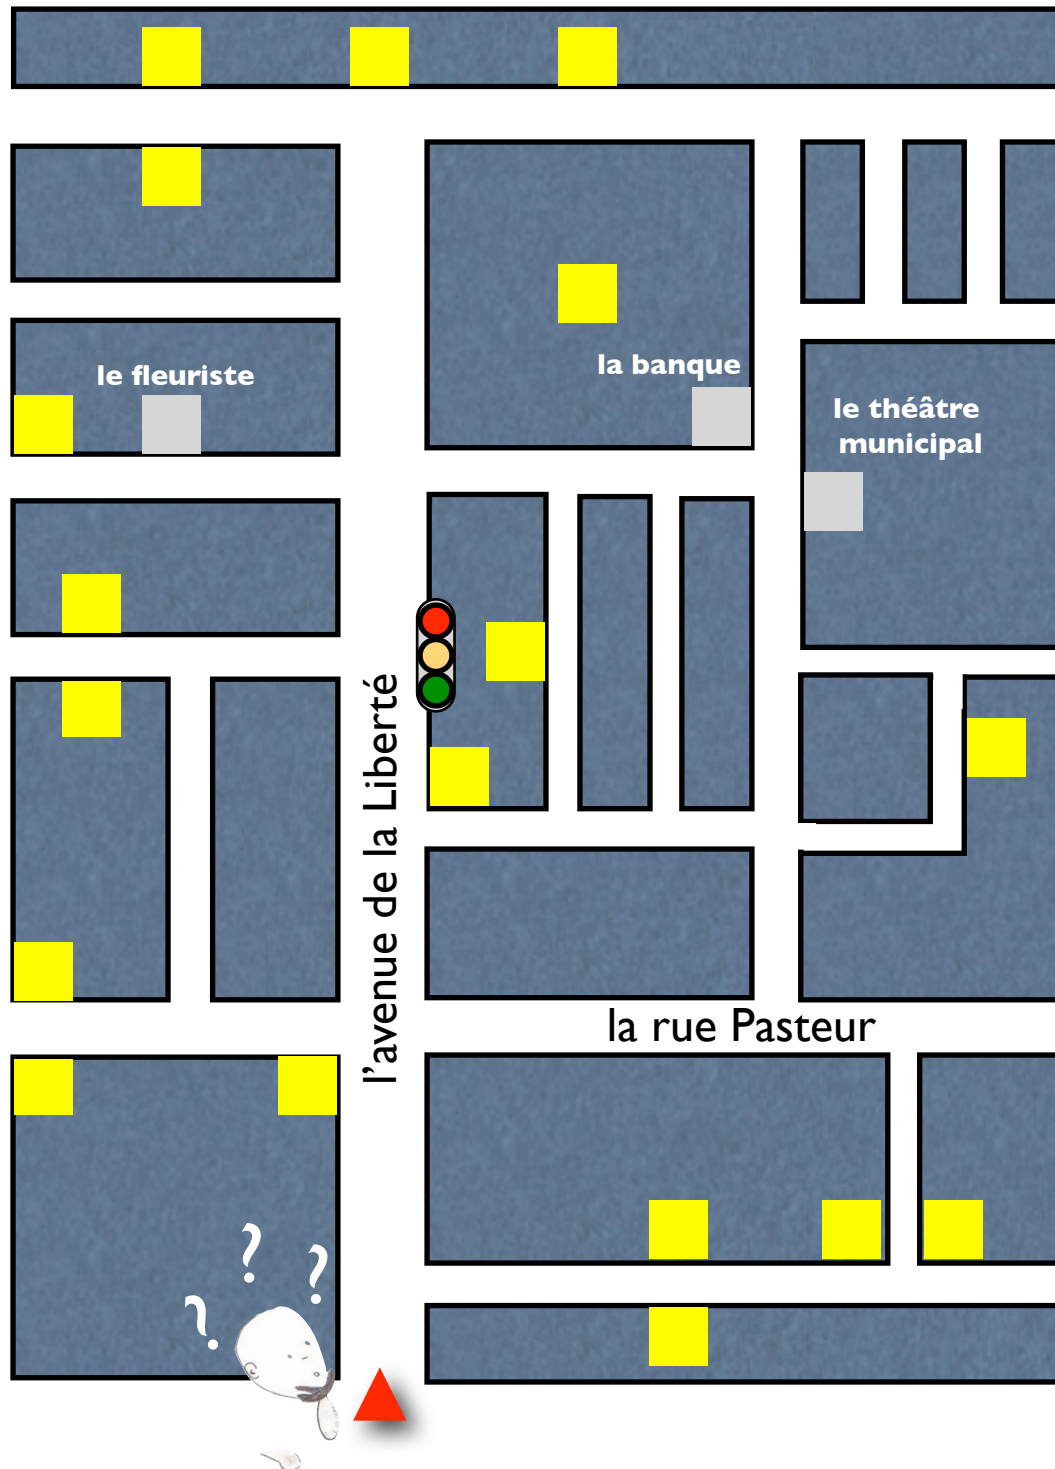 la banque
le fleuriste
le théâtre
municipal
l'avenue de la Liberté
la rue Pasteur
?
?
?